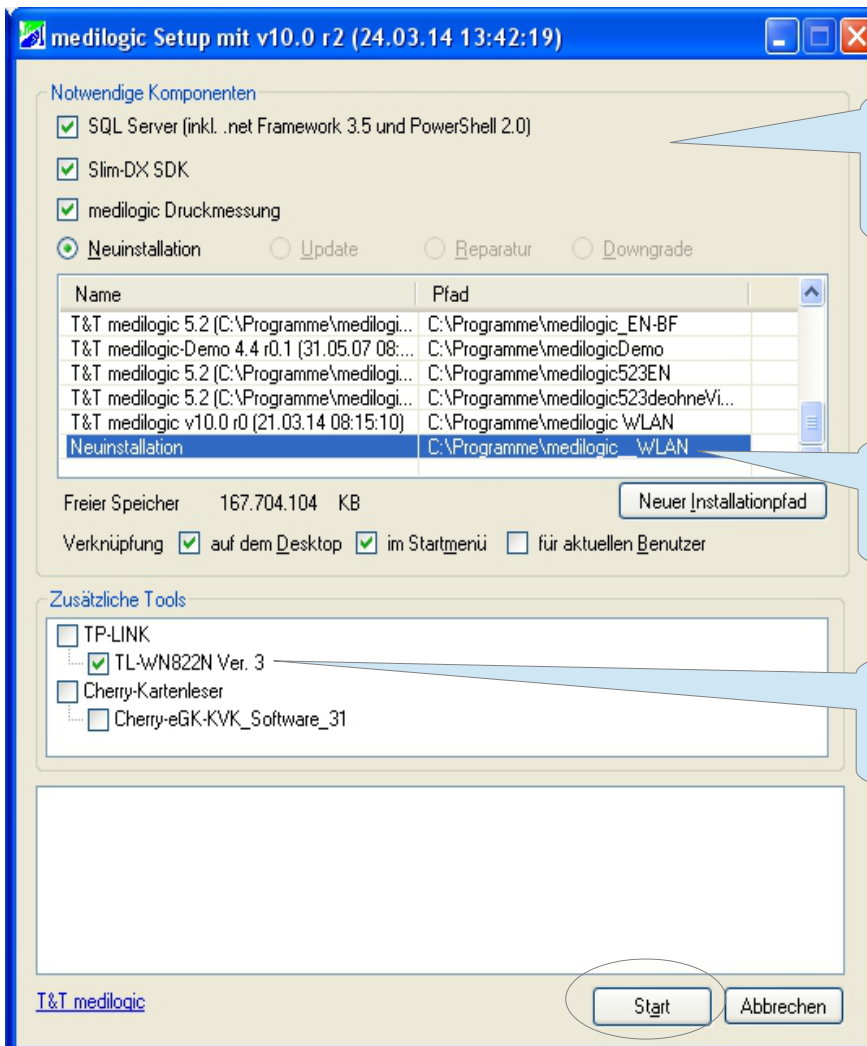 medilogic Setup mit v10.0 r2 (24.03.14 13:42:19)
Notwendige Komponenten
SQL Server (inkl. .net Framework 3.5 und PowerShell 2.0)
Slim-DX SDK
medilogic Druckmessung
Neuinstallation Update Reparatur Downgrade
Name Pfad
T&T medilogic 5.2 (C:\Programme\medilogi... C:\Programme\medilogic_EN-BF
T&T medilogic-Demo 4.4 r0.1 (31.05.07 08:... C:\Programme\medilogicDemo
T&T medilogic 5.2 (C:\Programme\medilogi... C:\Programme\medilogic523EN
T&T medilogic 5.2 (C:\Programme\medilogi... C:\Programme\medilogic523deohneVi...
T&T medilogic v10.0 r0 (21.03.14 08:15:10) C:\Programme\medilogic WLAN
Neuinstallation C:\Programme\medilogic__WLAN
Freier Speicher 167.704.104 KB Neuer Installationpfad
Verknüpfung auf dem Desktop im Startmenü für aktuellen Benutzer
Zusätzliche Tools
TP-LINK
TL-WN822N Ver. 3
Cherry-Kartenleser
Cherry-eGK-KVK_Software_31
T&T medilogic Start Abbrechen